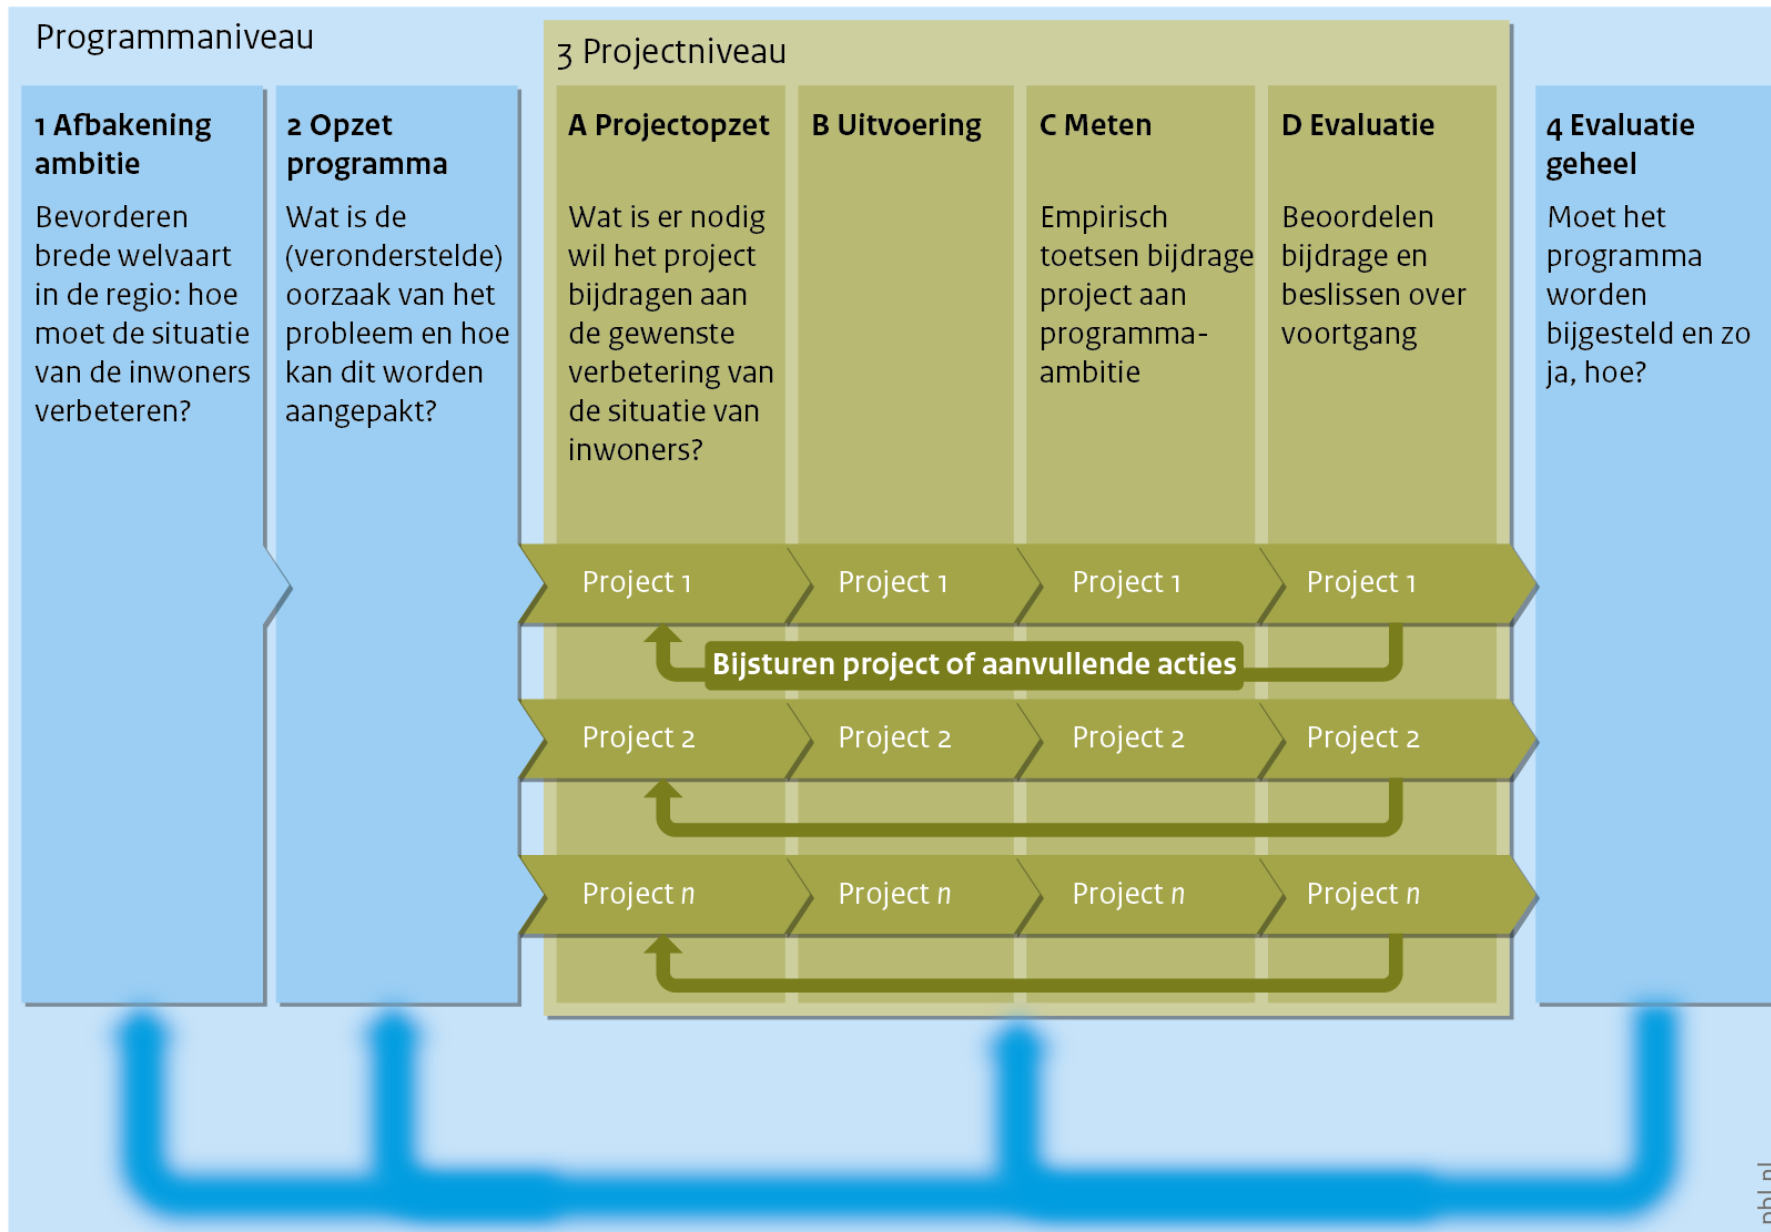 Programmaniveau
3 Projectniveau
1 Afbakening
ambitie
Bevorderen
brede welvaart
in de regio: hoe
moet de situatie
van de inwoners
verbeteren?
2 Opzet
programma
Wat is de
(veronderstelde)
oorzaak van het
probleem en hoe
kan dit worden
aangepakt?
A Projectopzet
Wat is er nodig
wil het project
bijdragen aan
de gewenste
verbetering van
de situatie van
inwoners?
B Uitvoering
C Meten
Empirisch
toetsen bijdrage
project aan
programma-
ambitie
D Evaluatie
Beoordelen
bijdrage en
beslissen over
voortgang
4 Evaluatie
geheel
Moet het
programma
worden
bijgesteld en zo
ja, hoe?
Project 1
Project 1
Project 1
Project 1
Bijsturen project of aanvullende acties
Project 2
Project 2
Project 2
Project 2
Project n
Project n
Project n
Project n
pbl.nl